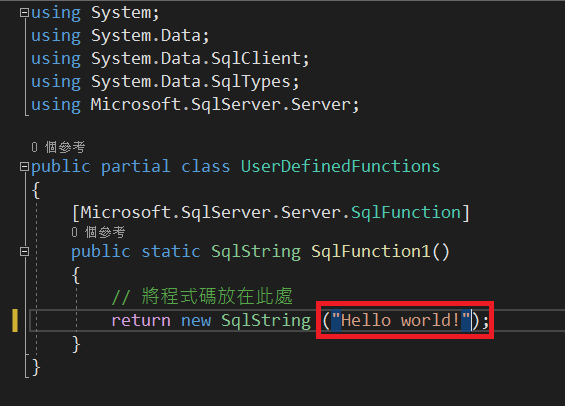 using System;
using System.Data;
using System.Data.SqlClient;
using System.Data.SqlTypes;
using Microsoft.SqlServer.Server;
0 個參考
public partial class UserDefinedFunctions
{
[Microsoft.SqlServer.Server.SqlFunction]
0 個參考
public static SqlString SqlFunction1()
{
// 將程式碼放在此處
return new SqlString ("Hello world!");
}
}